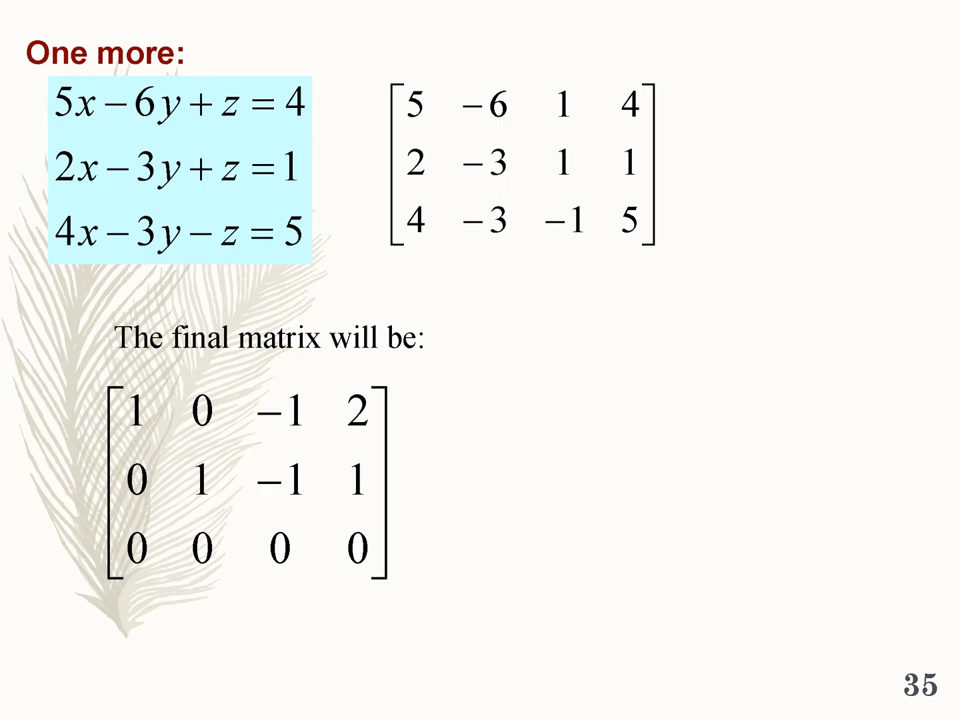 One more:
5x − 6y + z = 4
2x − 3y + z = 1
4x − 3y − z = 5
5 −6 1 4
2 −3 1 1
4 −3 −1 5
The final matrix will be:
1 0 −1 2
0 1 −1 1
0 0 0 0
35